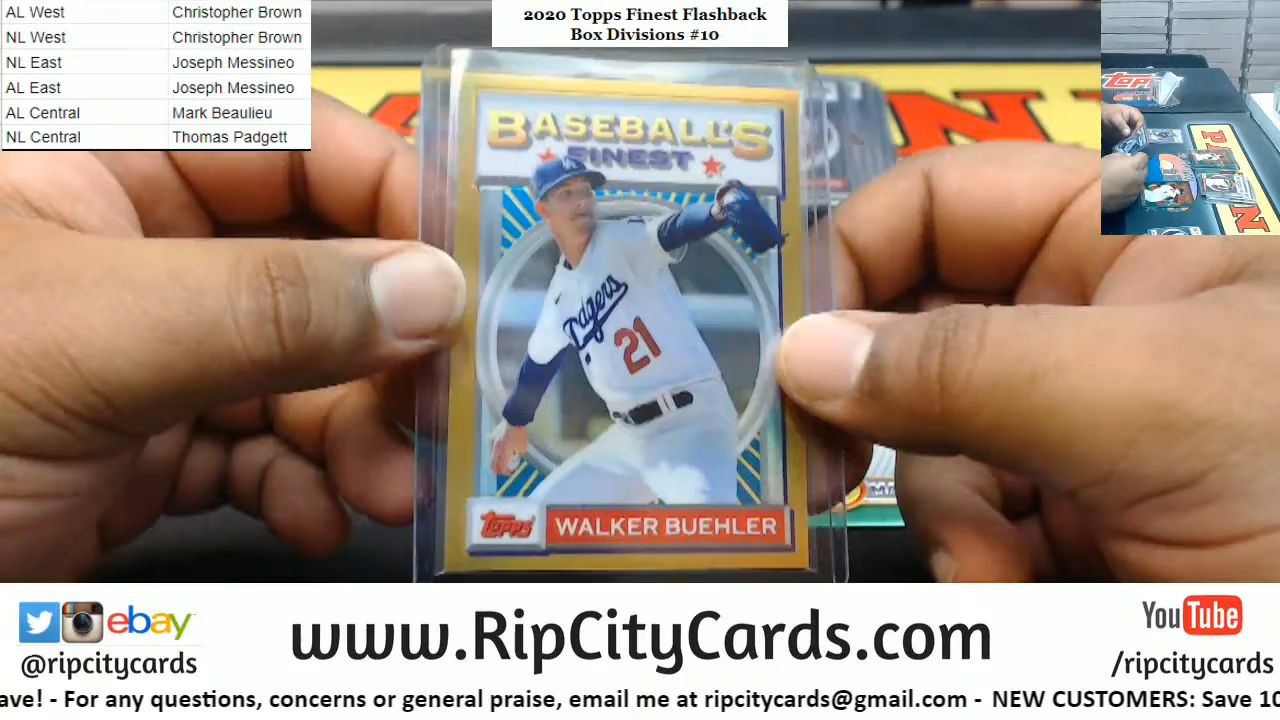 AL West Christopher Brown
NL West Christopher Brown
NL East Joseph Messineo
AL East Joseph Messineo
AL Central Mark Beaulieu
NL Central Thomas Padgett
2020 Topps Finest Flashback
Box Divisions #10
BASEBALL'S
FINEST
LA
Dodgers
21
Topps
WALKER BUEHLER
ebay
@ripcitycards
www.RipCityCards.com
YouTube
/ripcitycards
ave! - For any questions, concerns or general praise, email me at ripcitycards@gmail.com - NEW CUSTOMERS: Save 10